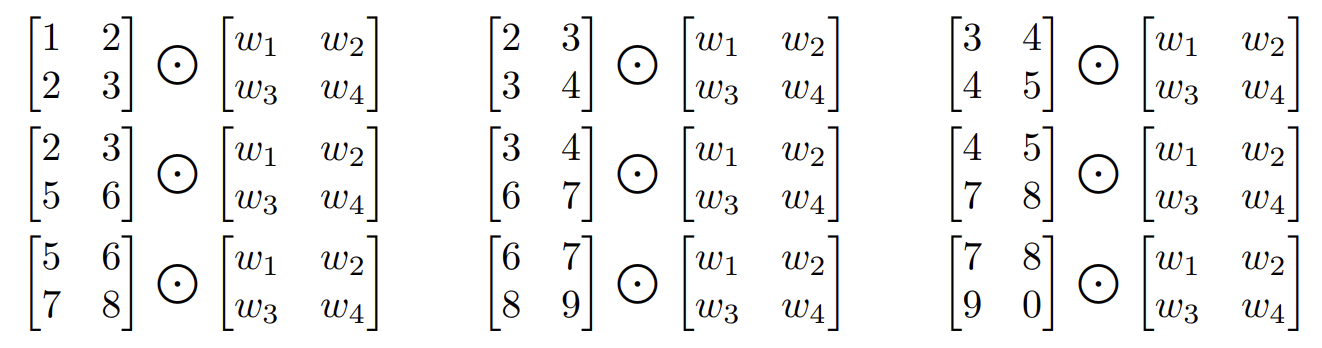 [1 2] ⊙ [w1 w2] [2 3] ⊙ [w1 w2] [3 4] ⊙ [w1 w2]
[2 3] [w3 w4] [3 4] [w3 w4] [4 5] [w3 w4]
[2 3] ⊙ [w1 w2] [3 4] ⊙ [w1 w2] [4 5] ⊙ [w1 w2]
[5 6] [w3 w4] [6 7] [w3 w4] [7 8] [w3 w4]
[5 6] ⊙ [w1 w2] [6 7] ⊙ [w1 w2] [7 8] ⊙ [w1 w2]
[7 8] [w3 w4] [8 9] [w3 w4] [9 0] [w3 w4]